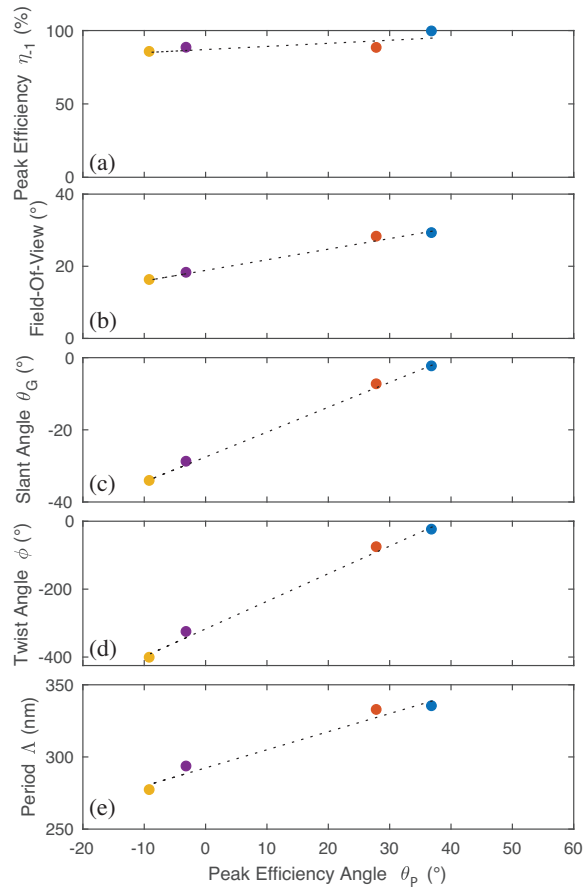 Peak Efficiency η-1 (%)
100
50
0
(a)
Field-Of-View (°)
40
20
0
(b)
Slant Angle θG (°)
0
-20
-40
(c)
Twist Angle ϕ (°)
0
-200
-400
(d)
Period Λ (nm)
350
300
250
(e)
-20 -10 0 10 20 30 40 50 60
Peak Efficiency Angle θP (°)